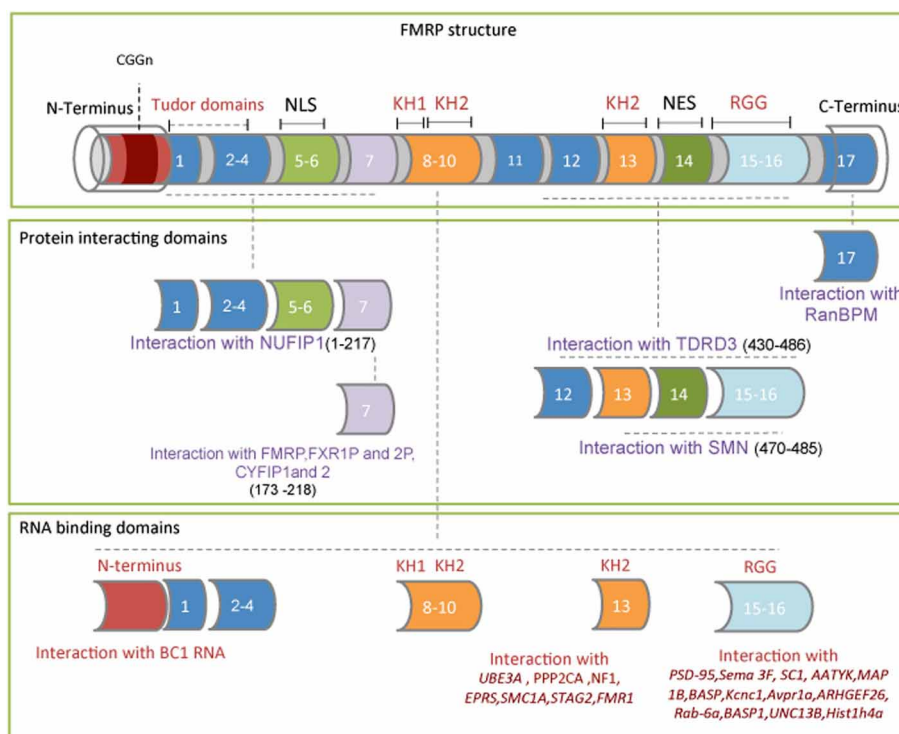 FMRP structure
CGGn
N-Terminus
Tudor domains
NLS
KH1 KH2
KH2
NES
RGG
C-Terminus
1
2-4
5-6
7
8-10
11
12
13
14
15-16
17
Protein interacting domains
17
Interaction with
RanBPM
1
2-4
5-6
7
Interaction with NUFIP1(1-217)
7
Interaction with FMRP,FXR1P and 2P,
CYFIP1and 2
(173 -218)
Interaction with TDRD3 (430-486)
12
13
14
15-16
Interaction with SMN (470-485)
RNA binding domains
N-terminus
KH1 KH2
KH2
RGG
1
2-4
8-10
13
15-16
Interaction with BC1 RNA
Interaction with
UBE3A , PPP2CA ,NF1,
EPRS,SMC1A,STAG2,FMR1
Interaction with
PSD-95,Sema 3F, SC1, AATYK,MAP
1B,BASP,Kcnc1,Avpr1a,ARHGEF26,
Rab-6a,BASP1,UNC13B,Hist1h4a